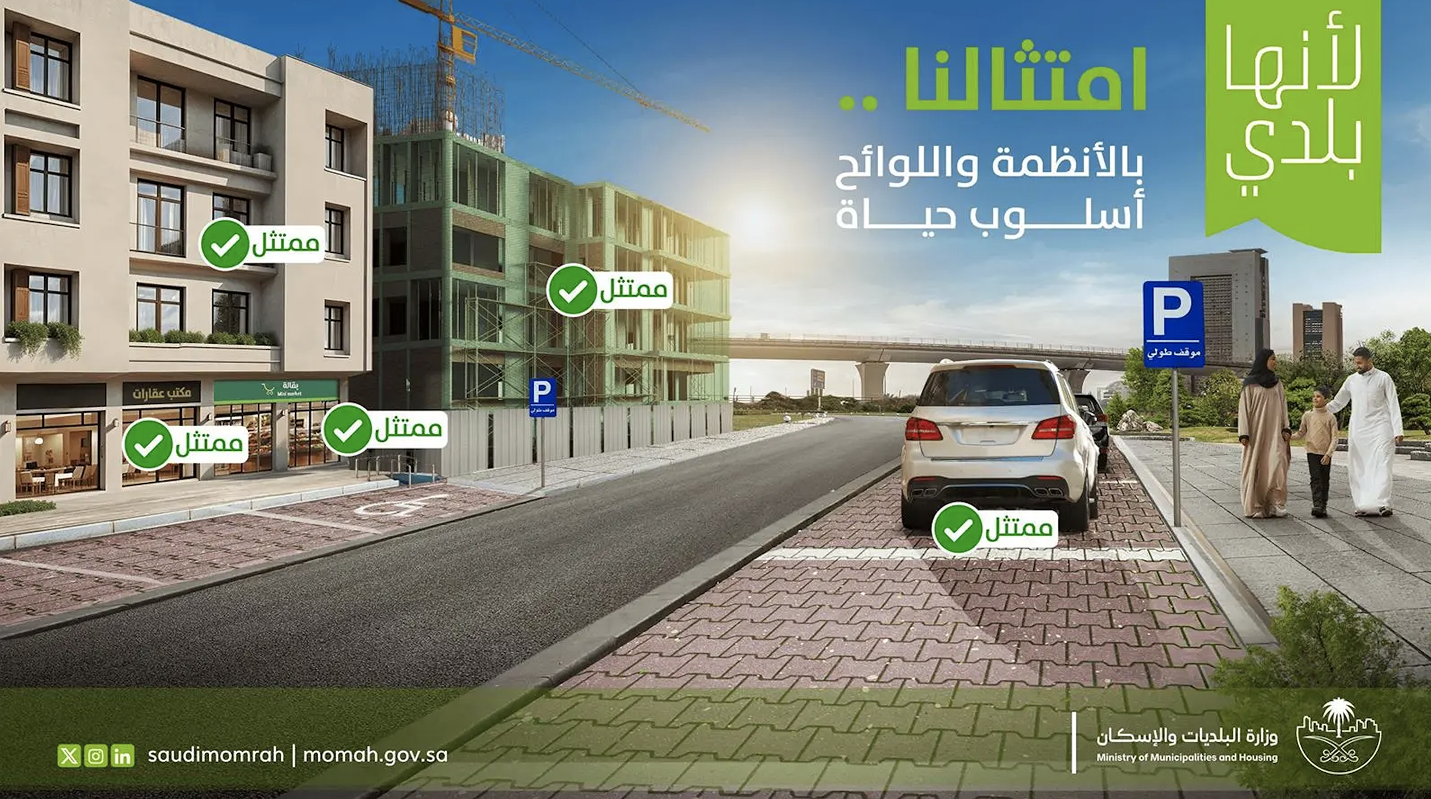 لأنها
بلدي
امتثالنا ..
بالأنظمة واللوائح
أسلوب حياة
ممتثل
ممتثل
ممتثل
ممتثل
ممتثل
مكتب عقارات
بقالة
Mini market
P
موقف طولي
P
موقف طولي
saudimomrah | momah.gov.sa
وزارة البلديات والإسكان
Ministry of Municipalities and Housing